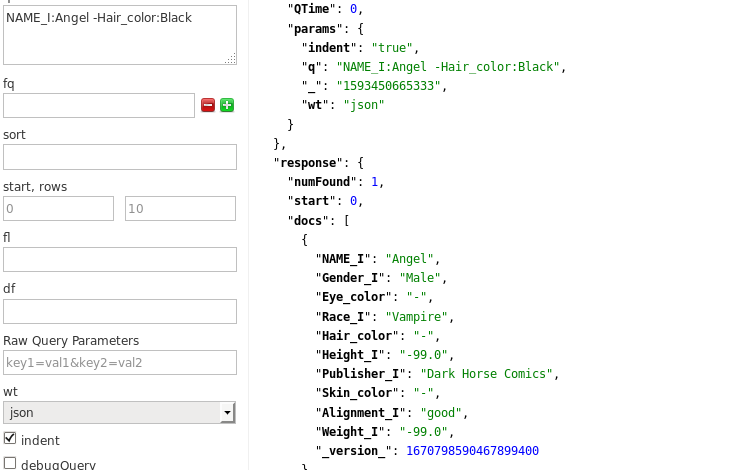 NAME_I:Angel -Hair_color:Black
fq
sort
start, rows
0
10
fl
df
Raw Query Parameters
key1=val1&key2=val2
wt
json
indent
debugQuery
"QTime": 0,
"params": {
"indent": "true",
"q": "NAME_I:Angel -Hair_color:Black",
"_": "1593450665333",
"wt": "json"
}
},
"response": {
"numFound": 1,
"start": 0,
"docs": [
{
"NAME_I": "Angel",
"Gender_I": "Male",
"Eye_color": "-",
"Race_I": "Vampire",
"Hair_color": "-",
"Height_I": "-99.0",
"Publisher_I": "Dark Horse Comics",
"Skin_color": "-",
"Alignment_I": "good",
"Weight_I": "-99.0",
"_version_": 1670798590467899400
}